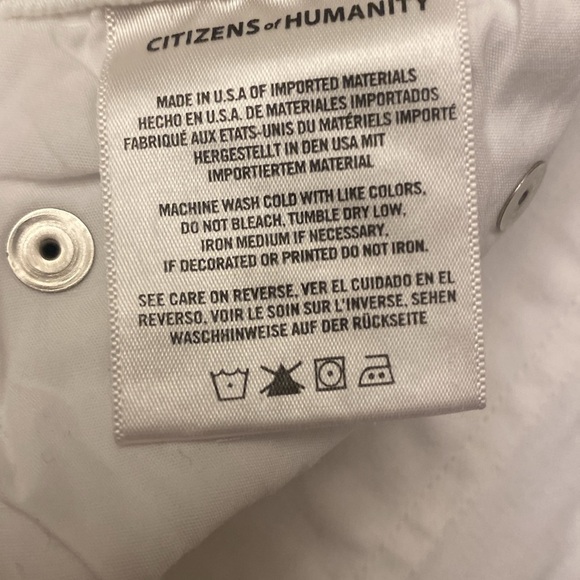 CITIZENS of HUMANITY
MADE IN U.S.A OF IMPORTED MATERIALS
HECHO EN U.S.A. DE MATERIALES IMPORTADOS
FABRIQUÉ AUX ETATS-UNIS DU MATÉRIELS IMPORTÉ
HERGESTELLT IN DEN USA MIT
IMPORTIERTEM MATERIAL
MACHINE WASH COLD WITH LIKE COLORS,
DO NOT BLEACH, TUMBLE DRY LOW,
IRON MEDIUM IF NECESSARY.
IF DECORATED OR PRINTED DO NOT IRON.
SEE CARE ON REVERSE. VER EL CUIDADO EN EL
REVERSO. VOIR LE SOIN SUR L'INVERSE. SEHEN
WASCHHINWEISE AUF DER RÜCKSEITE